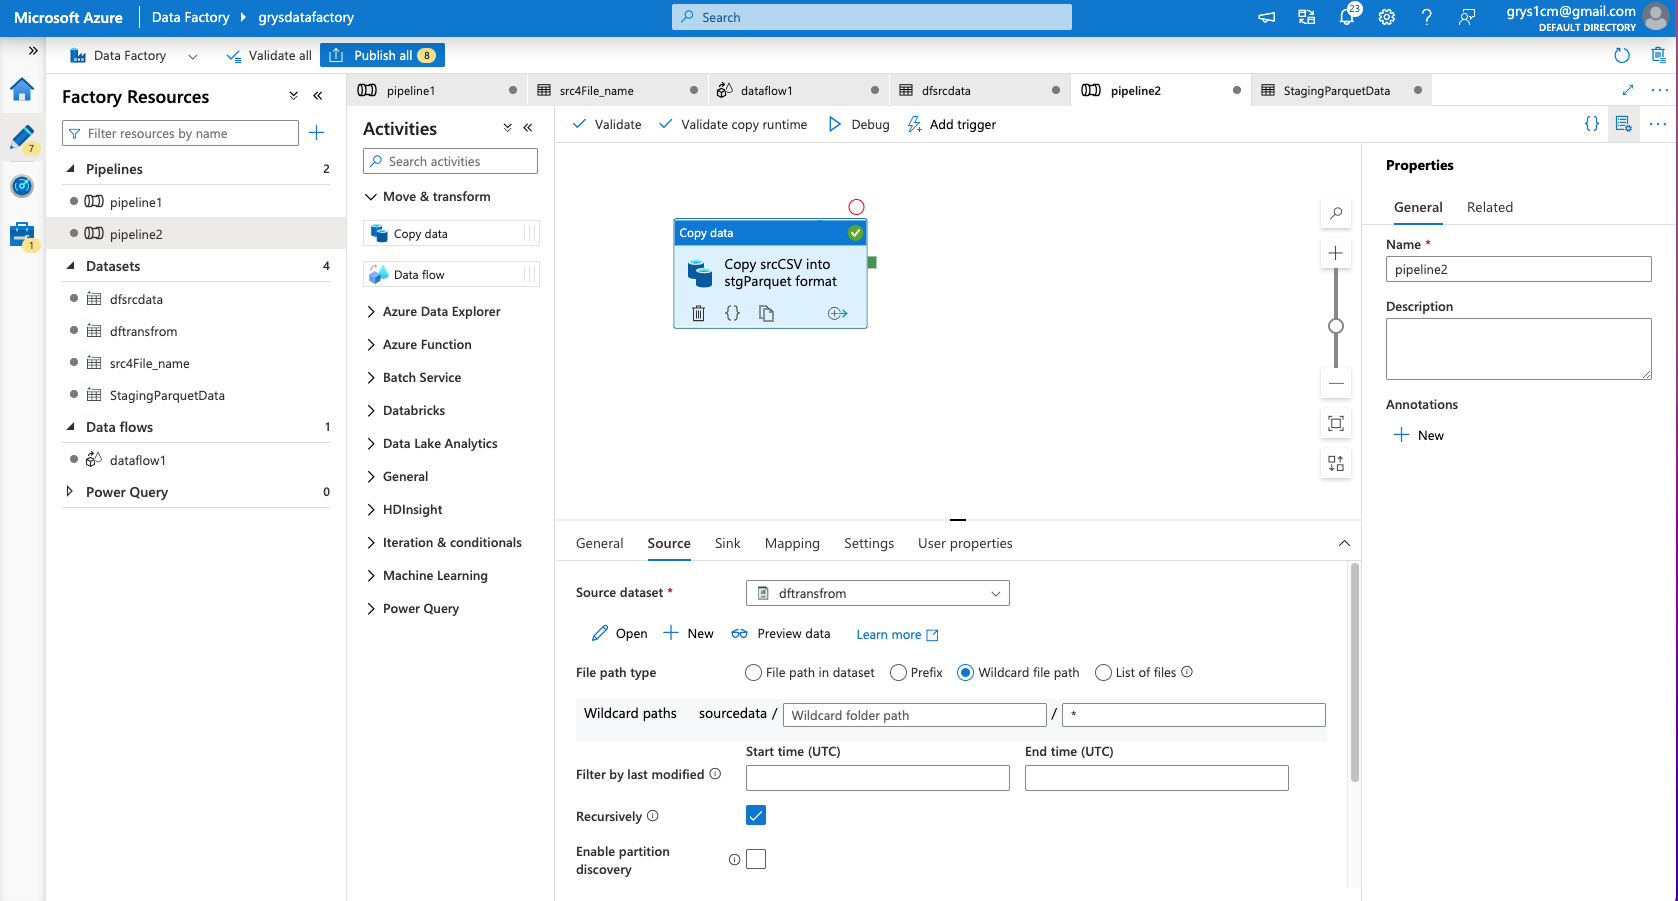 Microsoft Azure
Data Factory
grysdatafactory
Search
23
grys1cm@gmail.com
DEFAULT DIRECTORY
Data Factory
Validate all
Publish all
8
7
1
Factory Resources
Filter resources by name
Pipelines
2
pipeline1
pipeline2
Datasets
4
dfsrcdata
dftransfrom
src4File_name
StagingParquetData
Data flows
1
dataflow1
Power Query
0
pipeline1
src4File_name
dataflow1
dfsrcdata
pipeline2
StagingParquetData
Activities
Search activities
Move & transform
Copy data
Data flow
Azure Data Explorer
Azure Function
Batch Service
Databricks
Data Lake Analytics
General
HDInsight
Iteration & conditionals
Machine Learning
Power Query
Validate
Validate copy runtime
Debug
Add trigger
Copy data
Copy srcCSV into
stgParquet format
General
Source
Sink
Mapping
Settings
User properties
Source dataset *
dftransfrom
Open
New
Preview data
Learn more
File path type
File path in dataset
Prefix
Wildcard file path
List of files
Wildcard paths
sourcedata /
Wildcard folder path
/
*
Start time (UTC)
End time (UTC)
Filter by last modified
Recursively
Enable partition
discovery
Properties
General
Related
Name *
pipeline2
Description
Annotations
New